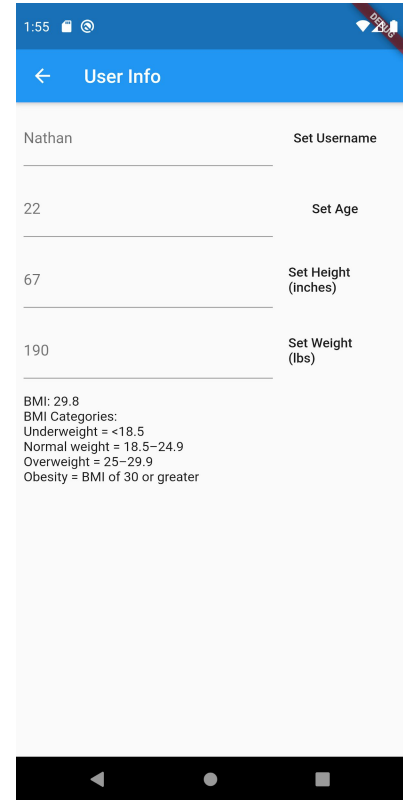 1:55
DEBUG
User Info
Nathan
Set Username
22
Set Age
67
Set Height
(inches)
190
Set Weight
(lbs)
BMI: 29.8
BMI Categories:
Underweight = <18.5
Normal weight = 18.5–24.9
Overweight = 25–29.9
Obesity = BMI of 30 or greater